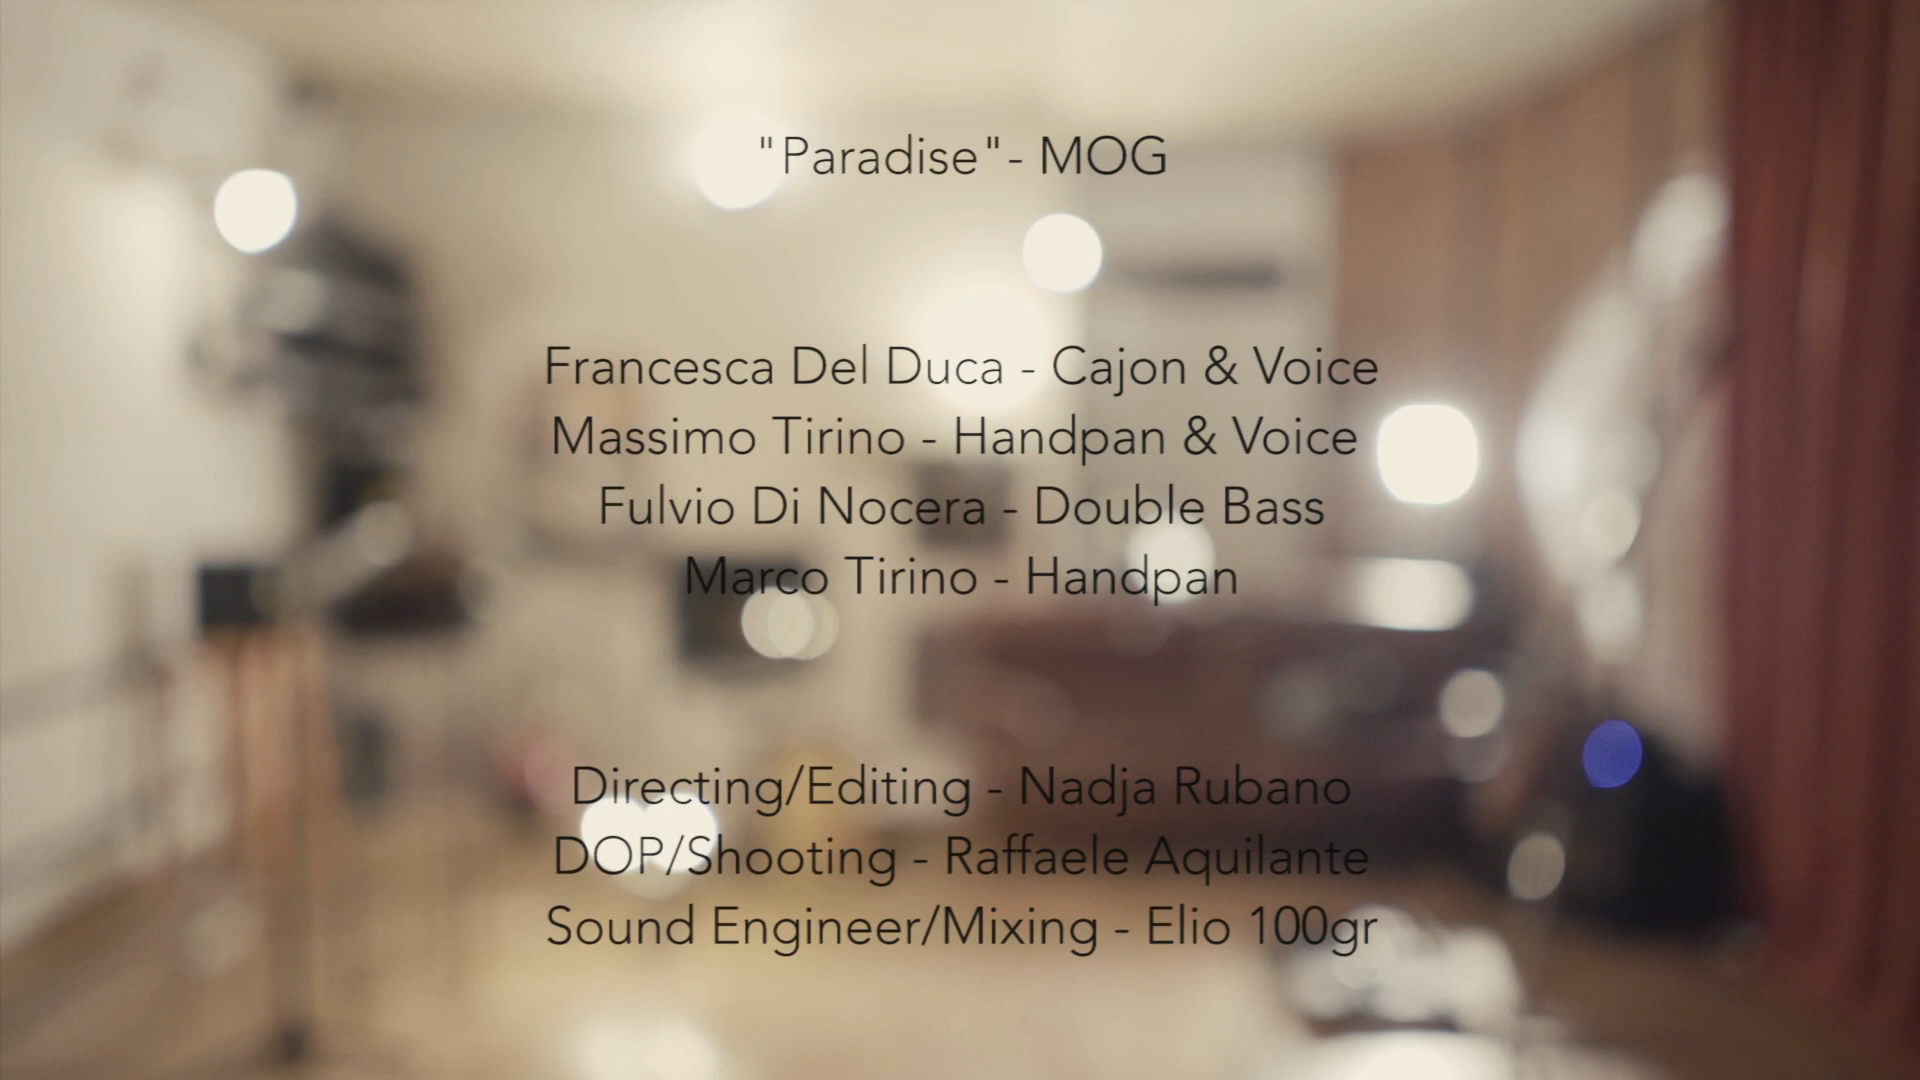 "Paradise"- MOG
Francesca Del Duca - Cajon & Voice
Massimo Tirino - Handpan & Voice
Fulvio Di Nocera - Double Bass
Marco Tirino - Handpan
Directing/Editing - Nadja Rubano
DOP/Shooting - Raffaele Aquilante
Sound Engineer/Mixing - Elio 100gr